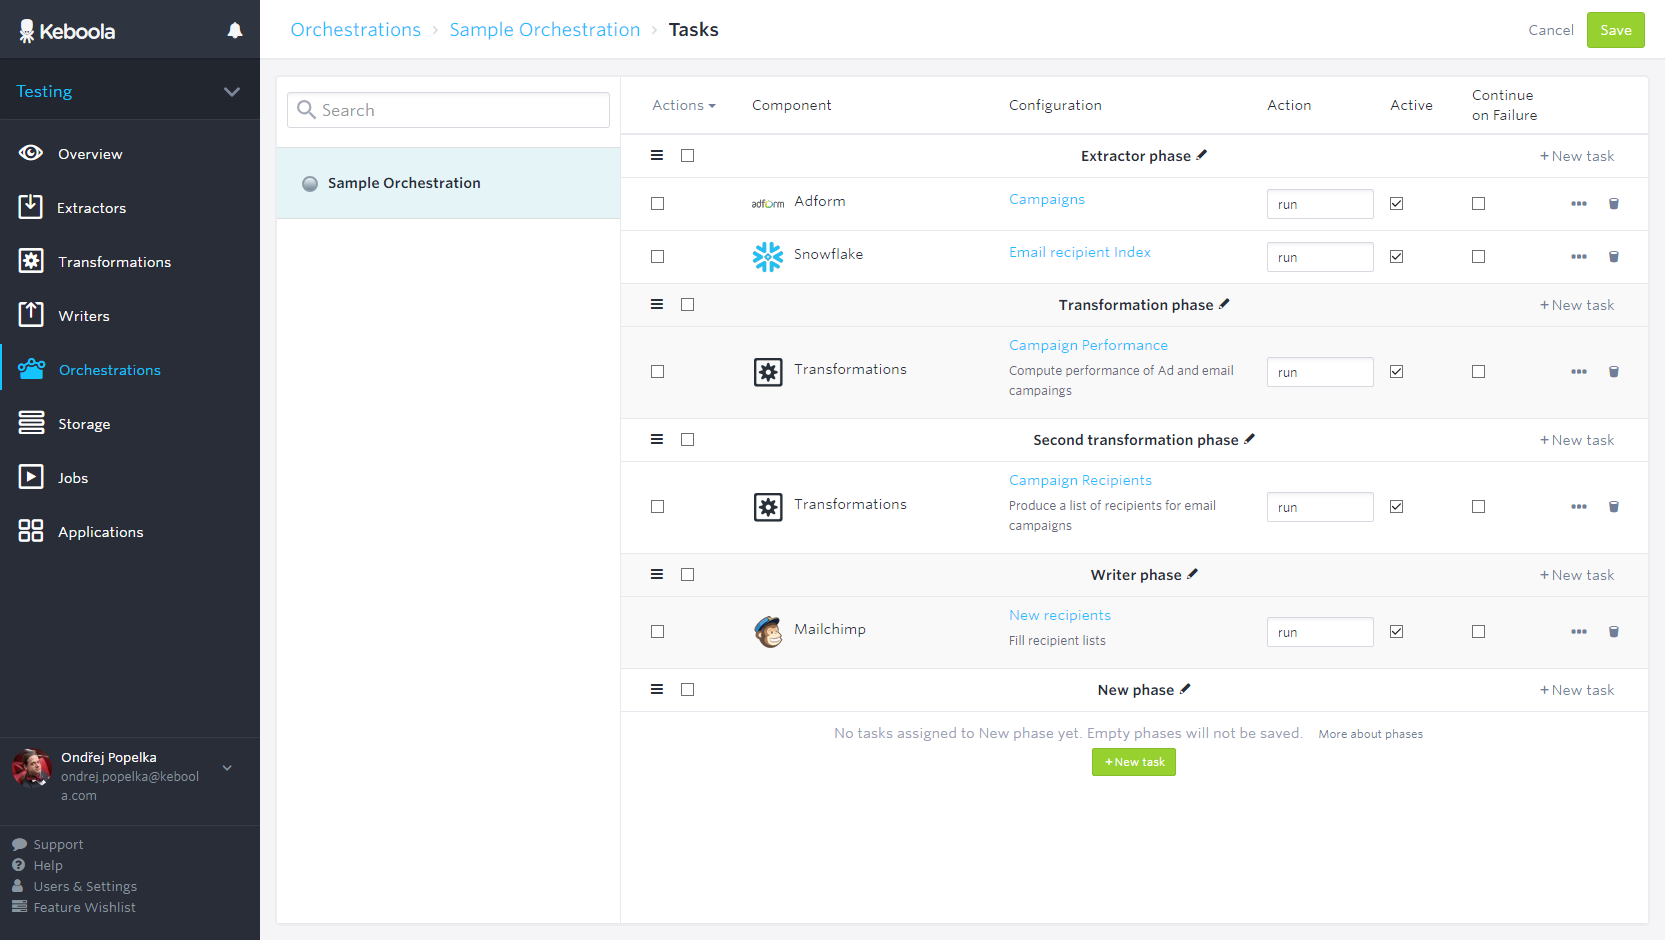 Keboola
Testing
Overview
Extractors
Transformations
Writers
Orchestrations
Storage
Jobs
Applications
Ondřej Popelka
ondrej.popelka@kebool
a.com
Support
Help
Users & Settings
Feature Wishlist
Orchestrations › Sample Orchestration › Tasks
Cancel
Save
Search
Sample Orchestration
Actions Component Configuration Action Active Continue
on Failure
Extractor phase + New task
adform Adform Campaigns run
Snowflake Email recipient Index run
Transformation phase + New task
Campaign Performance
Transformations Compute performance of Ad and email run
campaings
Second transformation phase + New task
Campaign Recipients
Transformations Produce a list of recipients for email run
campaigns
Writer phase + New task
New recipients
Mailchimp Fill recipient lists run
New phase + New task
No tasks assigned to New phase yet. Empty phases will not be saved. More about phases
+ New task